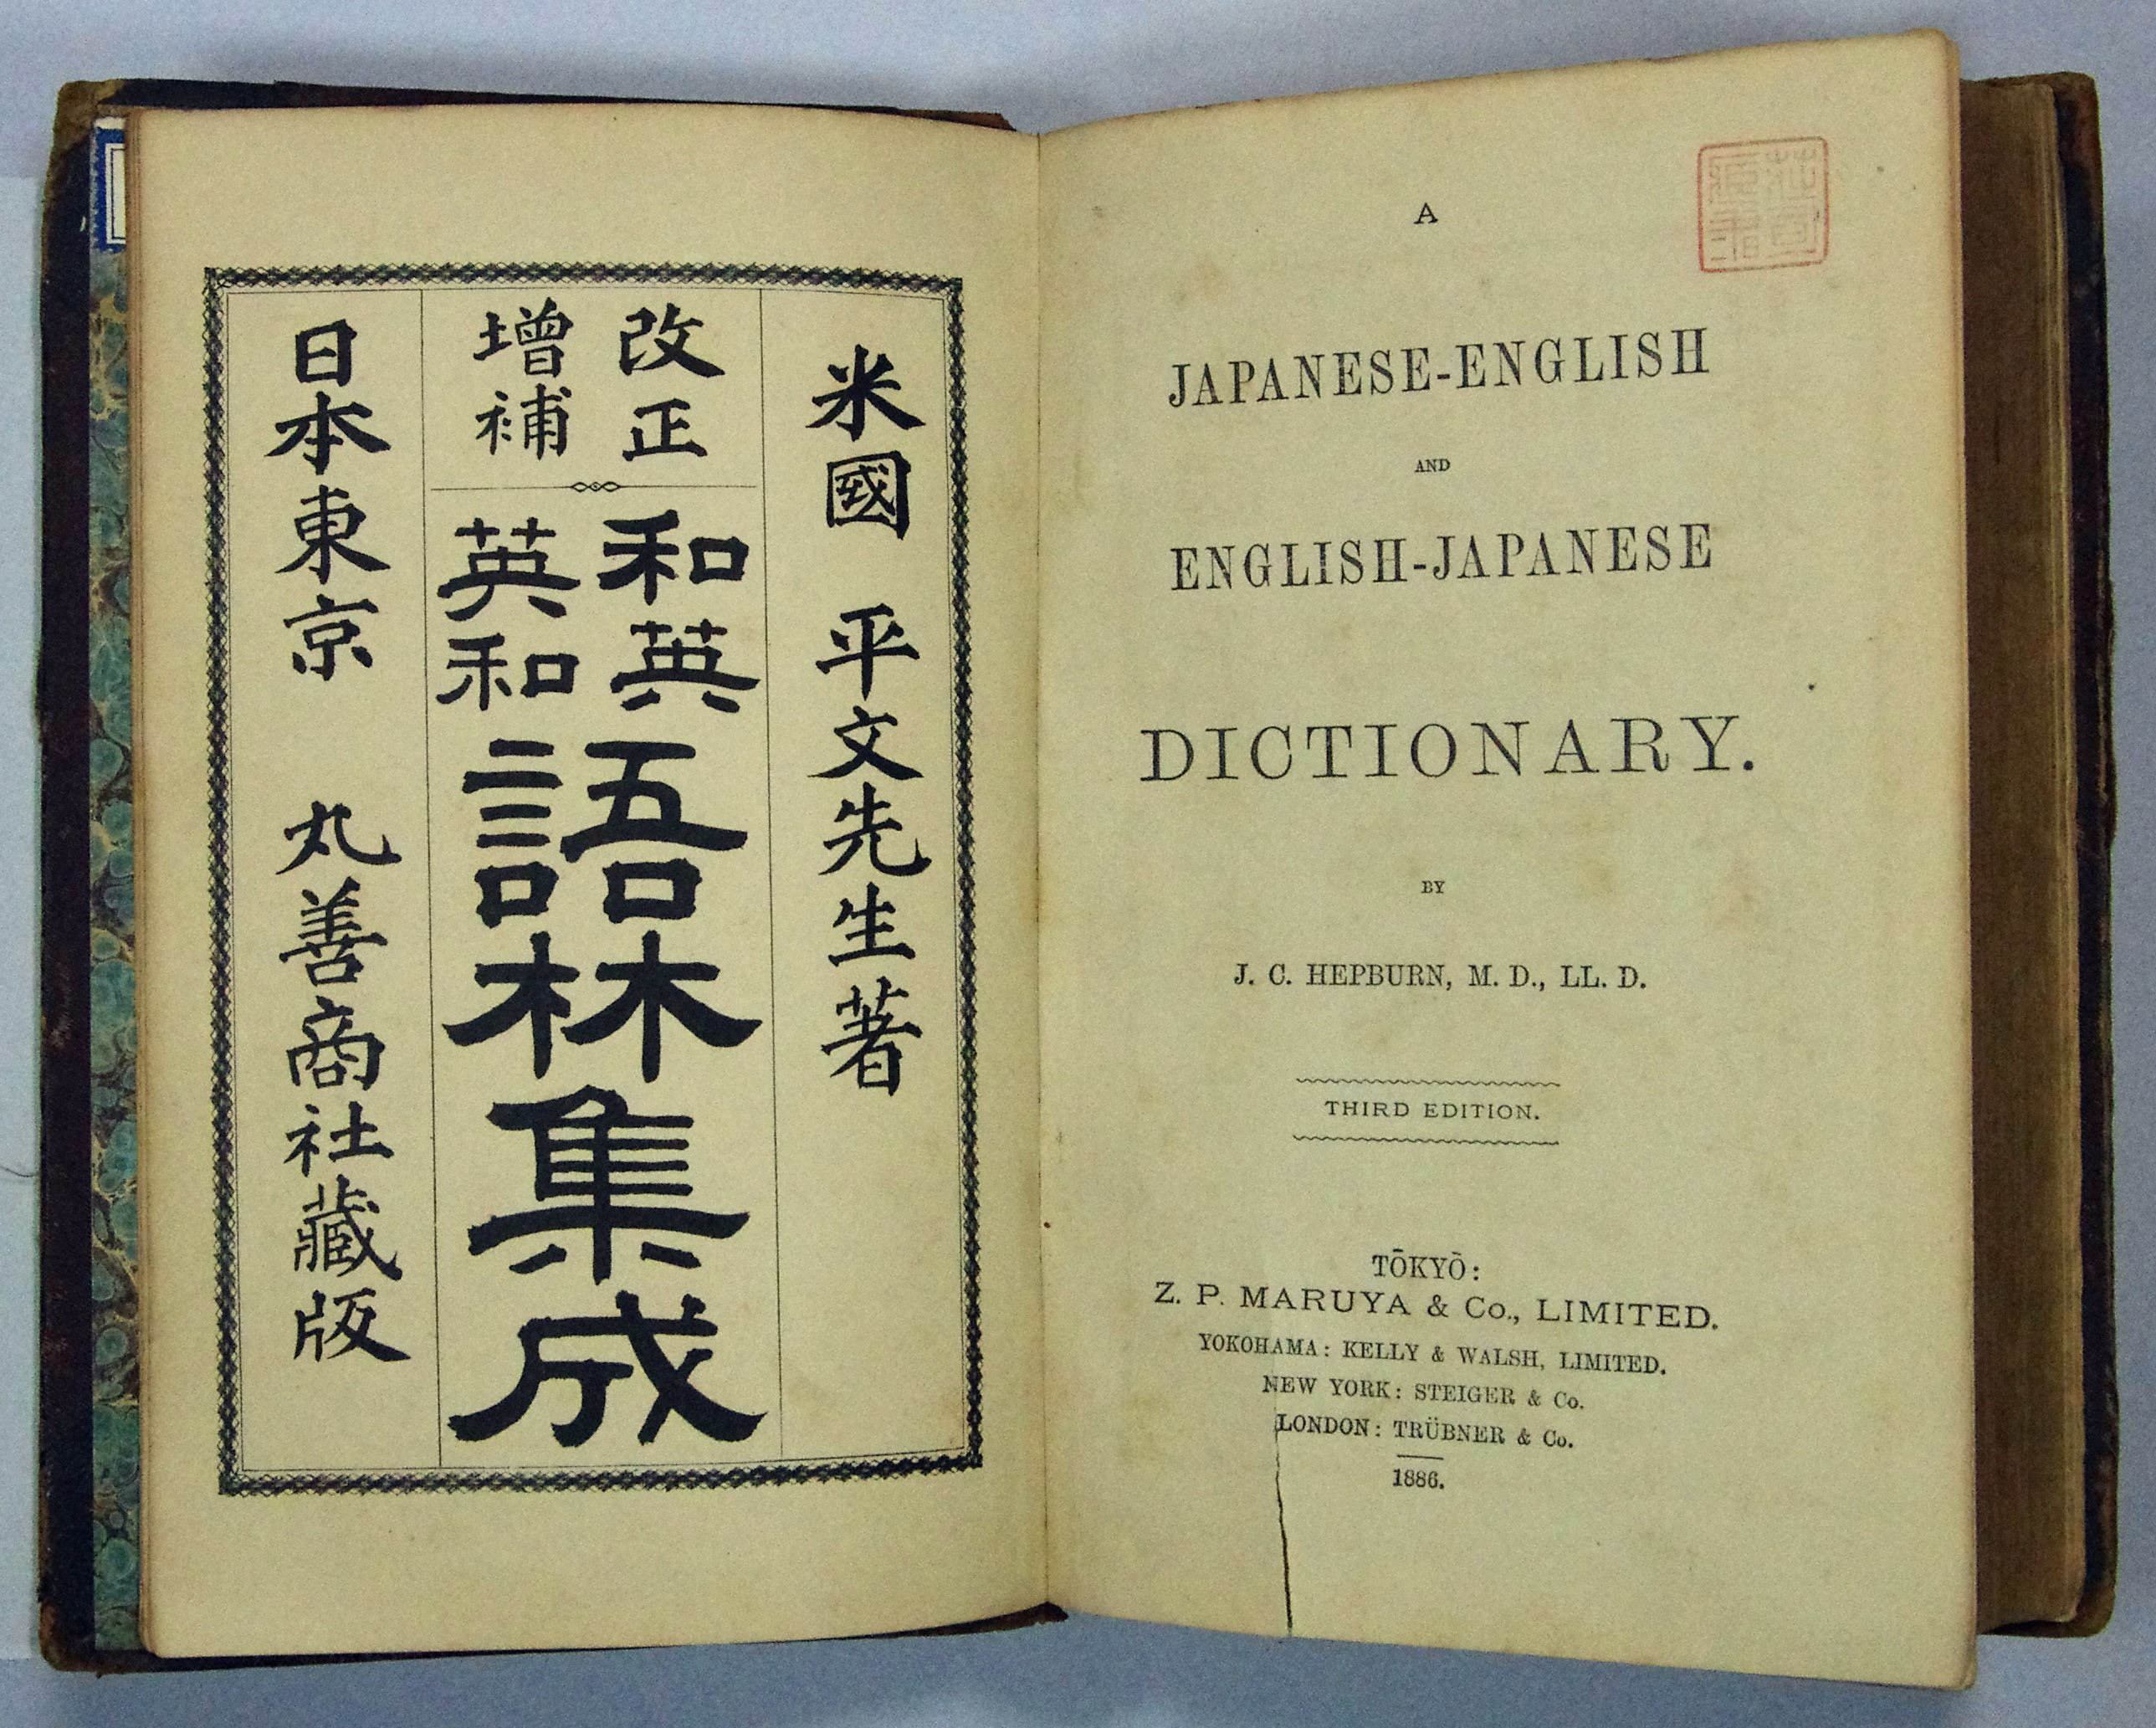 米國　平文先生著
改正
增補
和英
英和
語林集成
日本東京　丸善商社藏版
A
JAPANESE-ENGLISH
AND
ENGLISH-JAPANESE
DICTIONARY.
BY
J. C. HEPBURN, M. D., LL. D.
THIRD EDITION.
TŌKYŌ:
Z. P. MARUYA & Co., LIMITED.
YOKOHAMA: KELLY & WALSH, LIMITED.
NEW YORK: STEIGER & Co.
LONDON: TRÜBNER & Co.
1886.